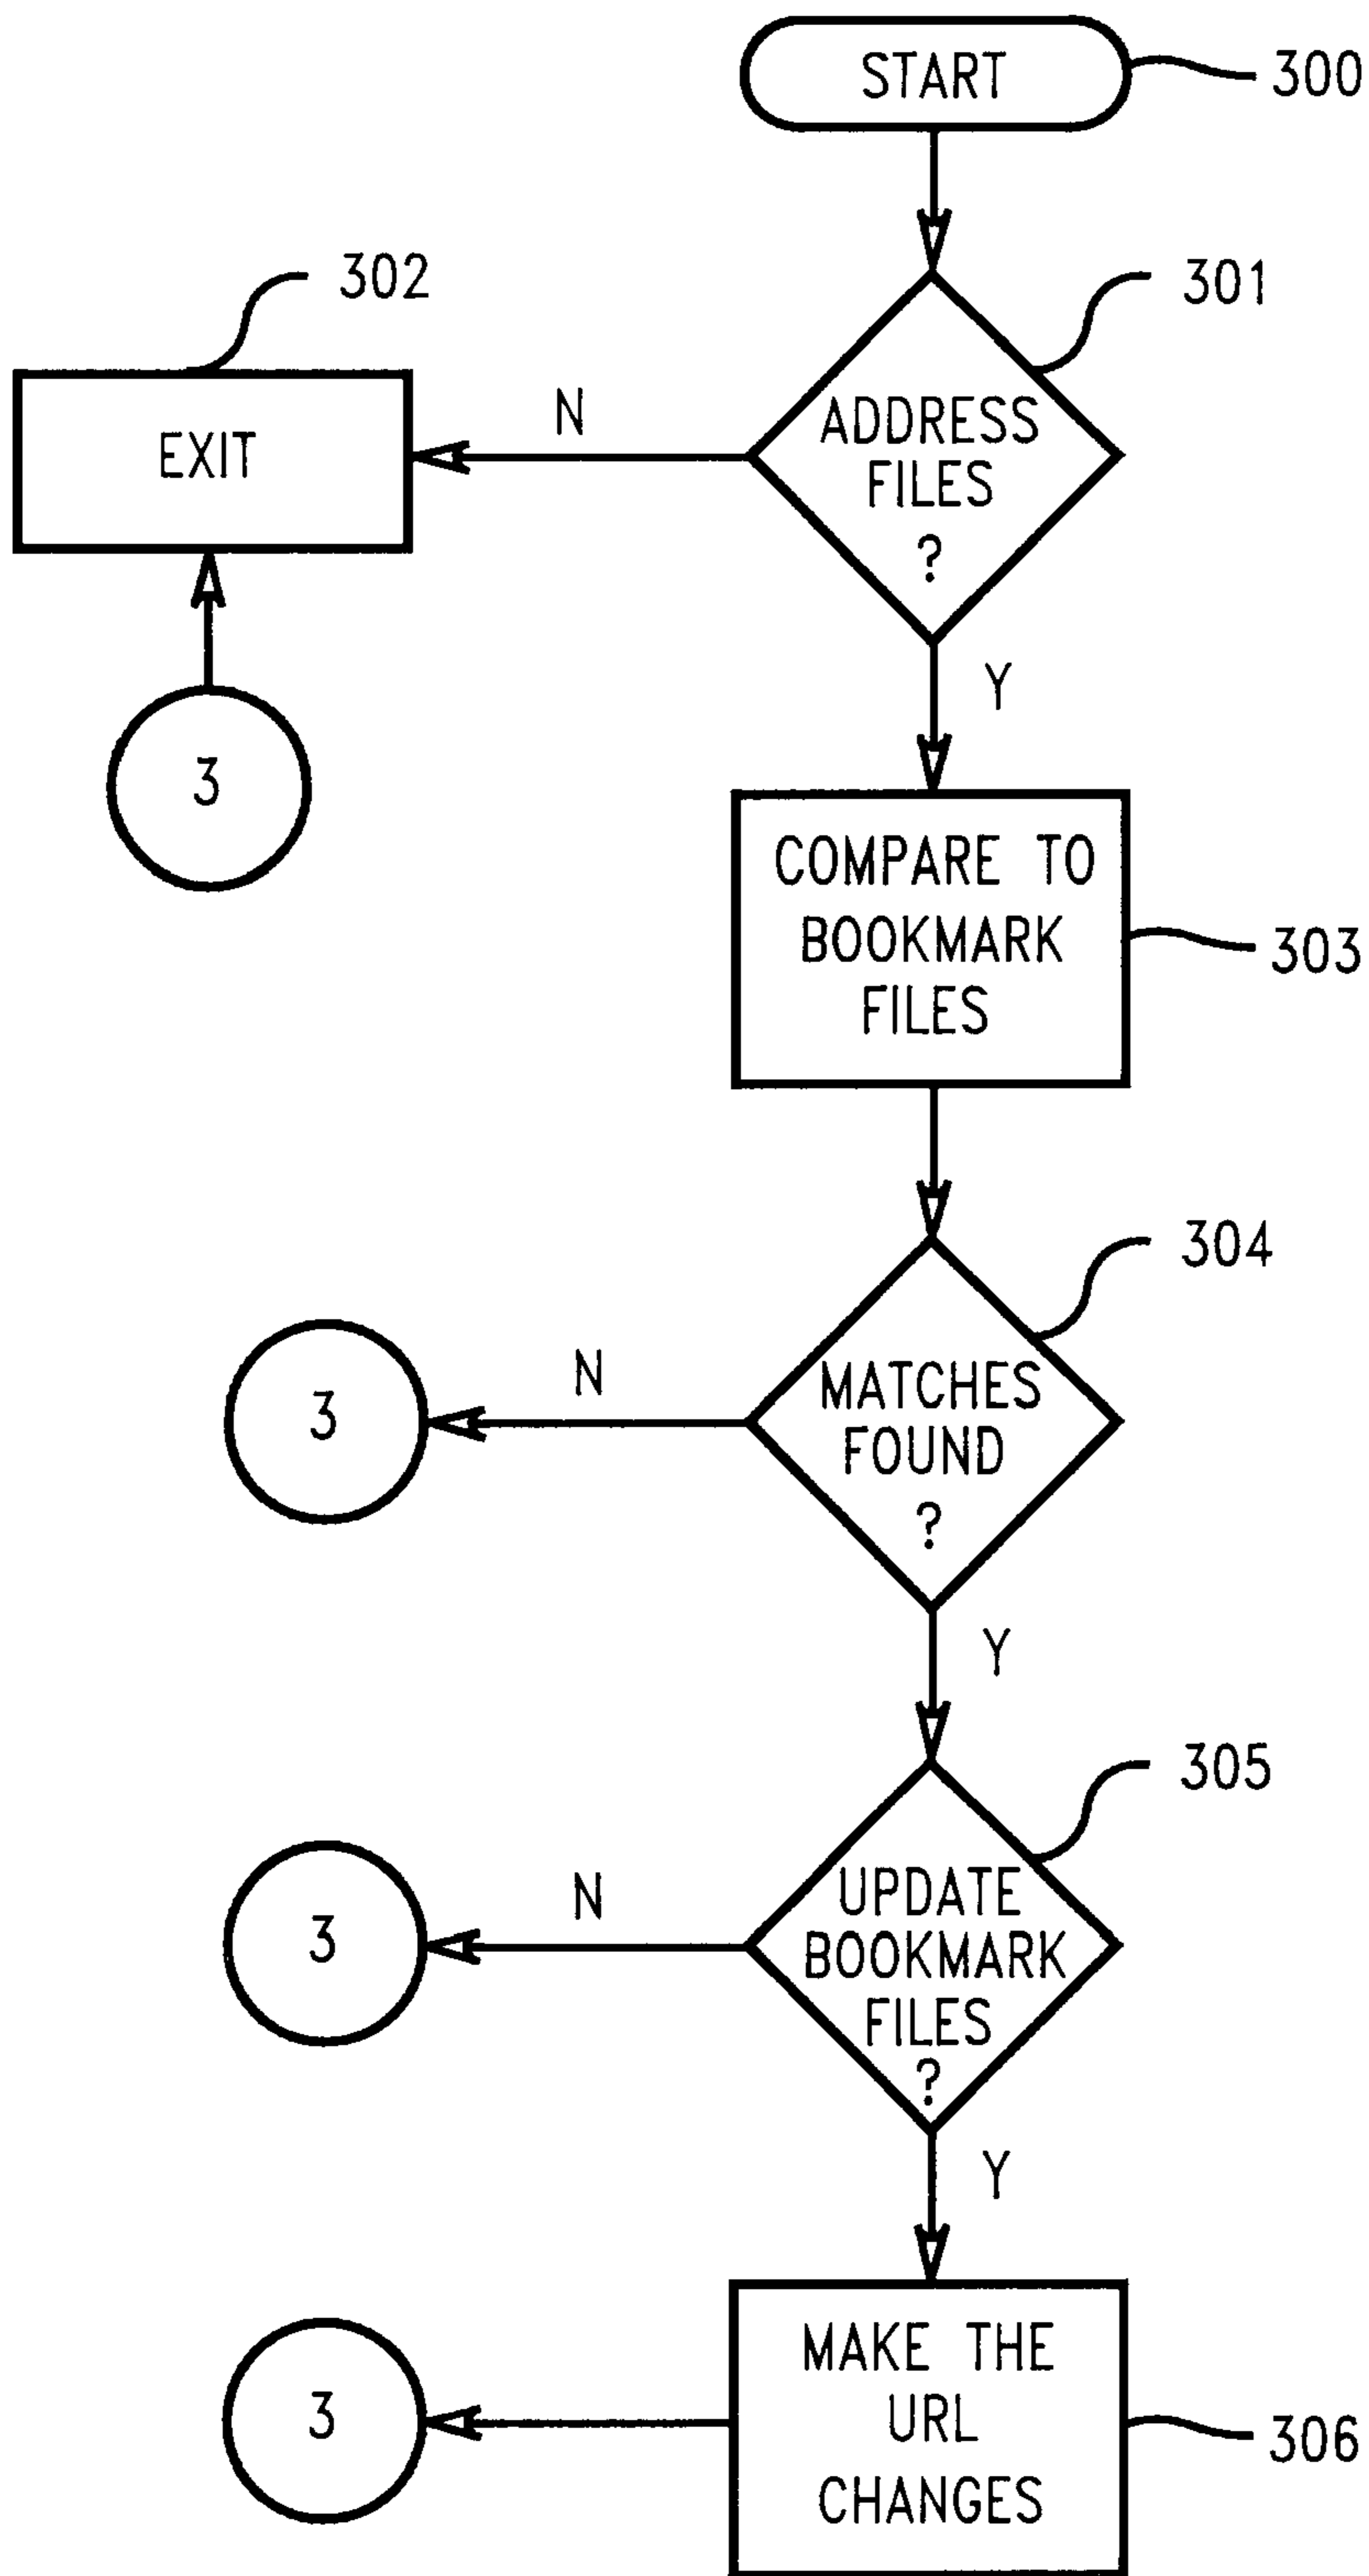 START
300
302
301
EXIT
N
ADDRESS
FILES
?
Y
3
COMPARE TO
BOOKMARK
FILES
303
304
3
N
MATCHES
FOUND
?
Y
305
3
N
UPDATE
BOOKMARK
FILES
?
Y
3
MAKE THE
URL
CHANGES
306